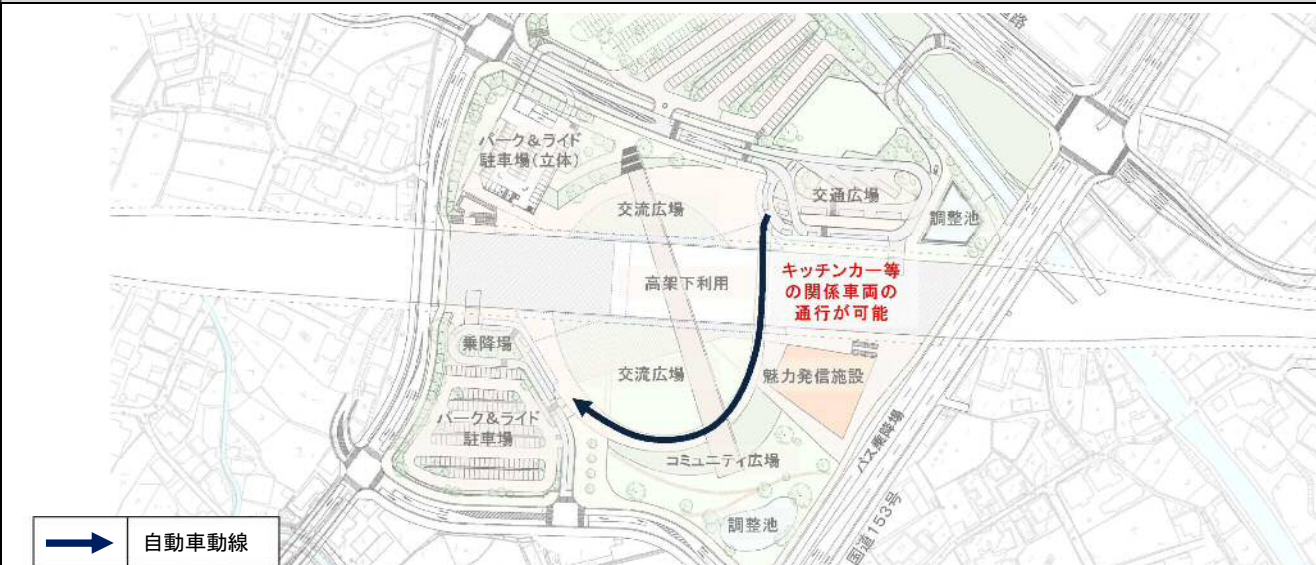 道路
パーク&ライド
駐車場(立体)
交流広場
交通広場
調整池
高架下利用
キッチンカー等
の関係車両の
通行が可能
乗降場
交流広場
魅力発信施設
パーク&ライド
駐車場
コミュニティ広場
バス乗降場
調整池
国道153号
自動車動線